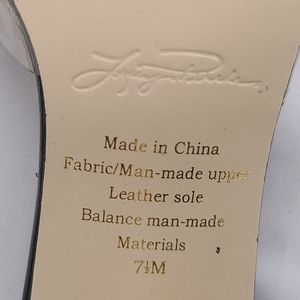 Made in China
Fabric/Man-made upper
Leather sole
Balance man-made
Materials
7½M